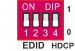 ON DIP
1 2 3 4
EDID HDCP